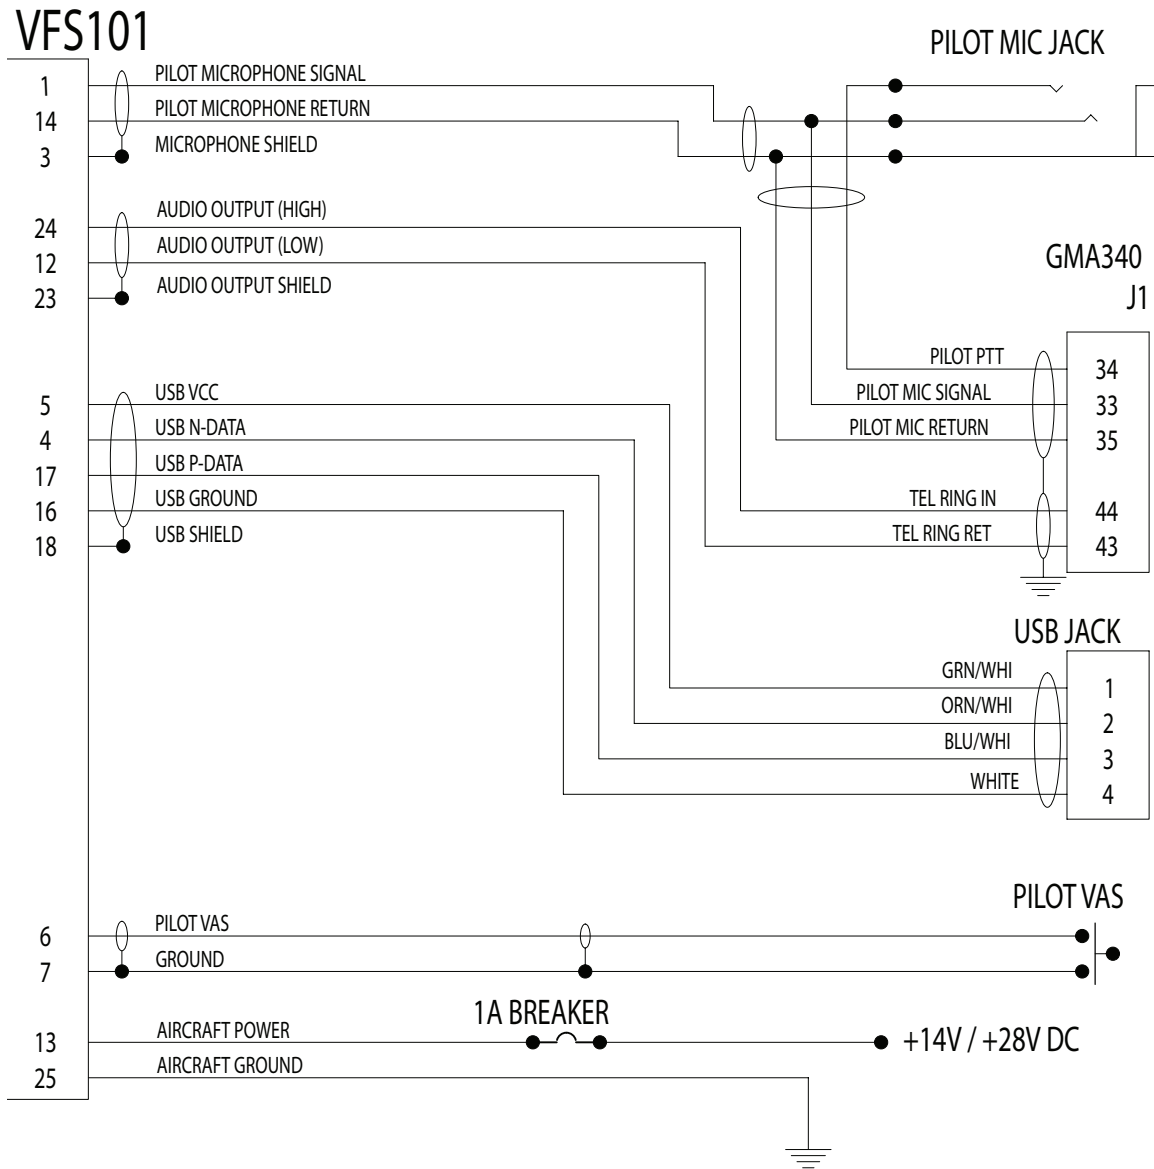 VFS101
PILOT MIC JACK
1 PILOT MICROPHONE SIGNAL
14 PILOT MICROPHONE RETURN
3 MICROPHONE SHIELD
24 AUDIO OUTPUT (HIGH)
12 AUDIO OUTPUT (LOW)
23 AUDIO OUTPUT SHIELD
GMA340
J1
PILOT PTT 34
PILOT MIC SIGNAL 33
PILOT MIC RETURN 35
TEL RING IN 44
TEL RING RET 43
5 USB VCC
4 USB N-DATA
17 USB P-DATA
16 USB GROUND
18 USB SHIELD
USB JACK
GRN/WHI 1
ORN/WHI 2
BLU/WHI 3
WHITE 4
PILOT VAS
6 PILOT VAS
7 GROUND
1A BREAKER
13 AIRCRAFT POWER
+14V / +28V DC
25 AIRCRAFT GROUND